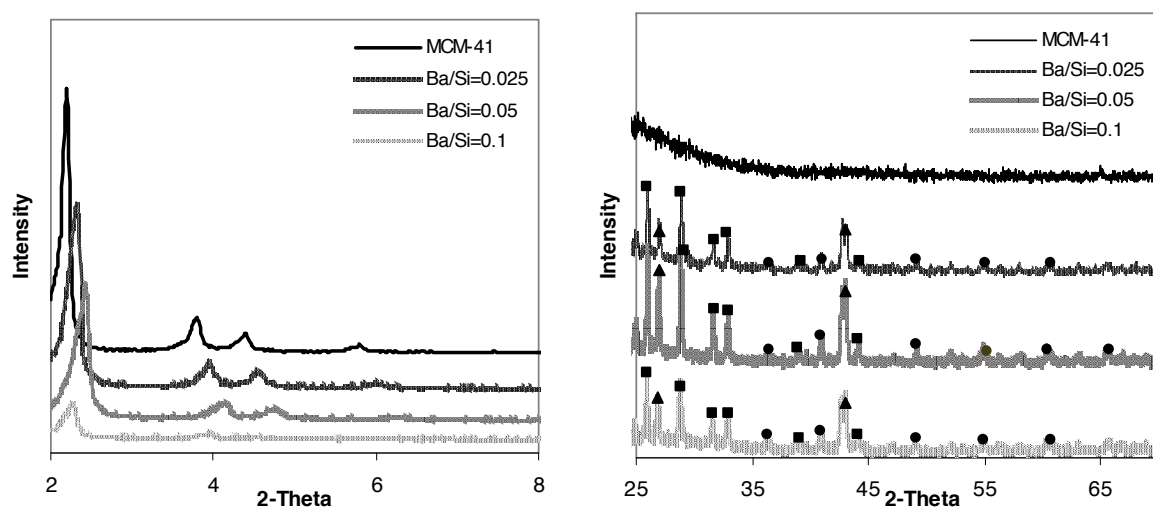 MCM-41
Ba/Si=0.025
Ba/Si=0.05
Ba/Si=0.1
Intensity
2 4 6 8
2-Theta
MCM-41
Ba/Si=0.025
Ba/Si=0.05
Ba/Si=0.1
Intensity
25 35 45 55 65
2-Theta